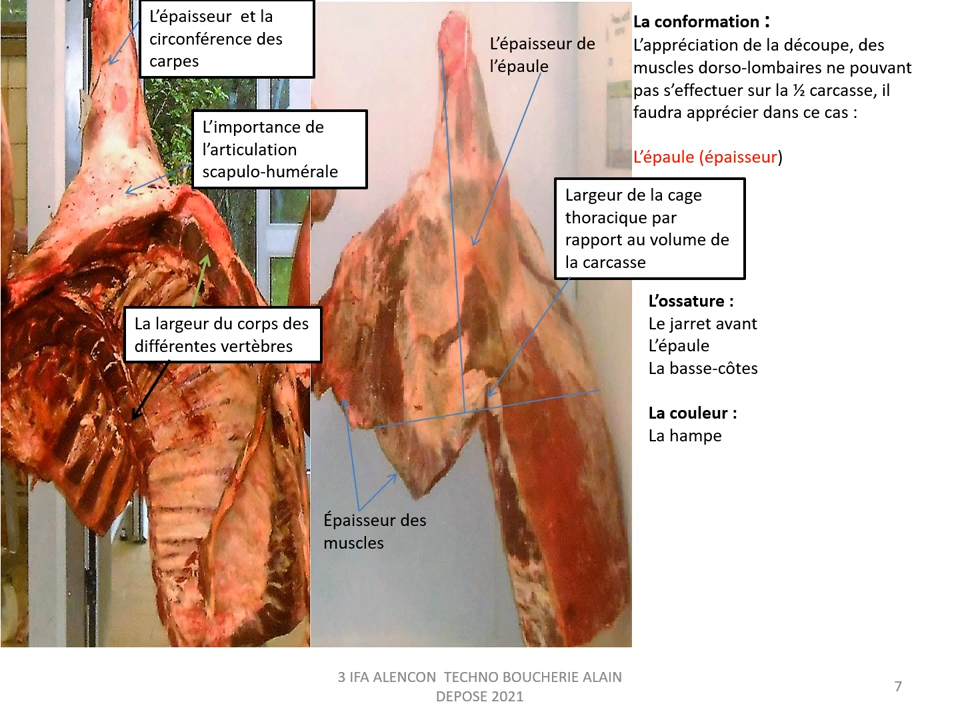 L’épaisseur et la
circonférence des
carpes
L’importance de
l’articulation
scapulo-humérale
La largeur du corps des
différentes vertèbres
L’épaisseur de
l’épaule
Largeur de la cage
thoracique par
rapport au volume de
la carcasse
Épaisseur des
muscles
La conformation :
L’appréciation de la découpe, des
muscles dorso-lombaires ne pouvant
pas s’effectuer sur la ½ carcasse, il
faudra apprécier dans ce cas :
L’épaule (épaisseur)
L’ossature :
Le jarret avant
L’épaule
La basse-côtes
La couleur :
La hampe
3 IFA ALENCON TECHNO BOUCHERIE ALAIN
DEPOSE 2021
7